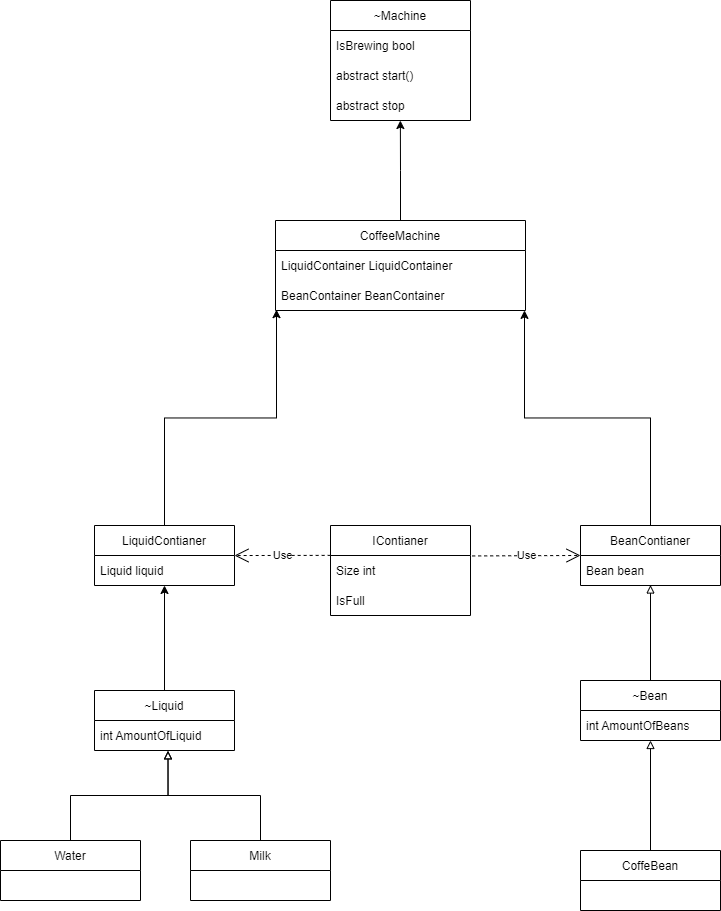 ~Machine
IsBrewing bool
abstract start()
abstract stop
CoffeeMachine
LiquidContainer LiquidContainer
BeanContainer BeanContainer
LiquidContianer
Liquid liquid
Use
IContianer
Size int
IsFull
Use
BeanContianer
Bean bean
~Liquid
int AmountOfLiquid
~Bean
int AmountOfBeans
Water
Milk
CoffeBean